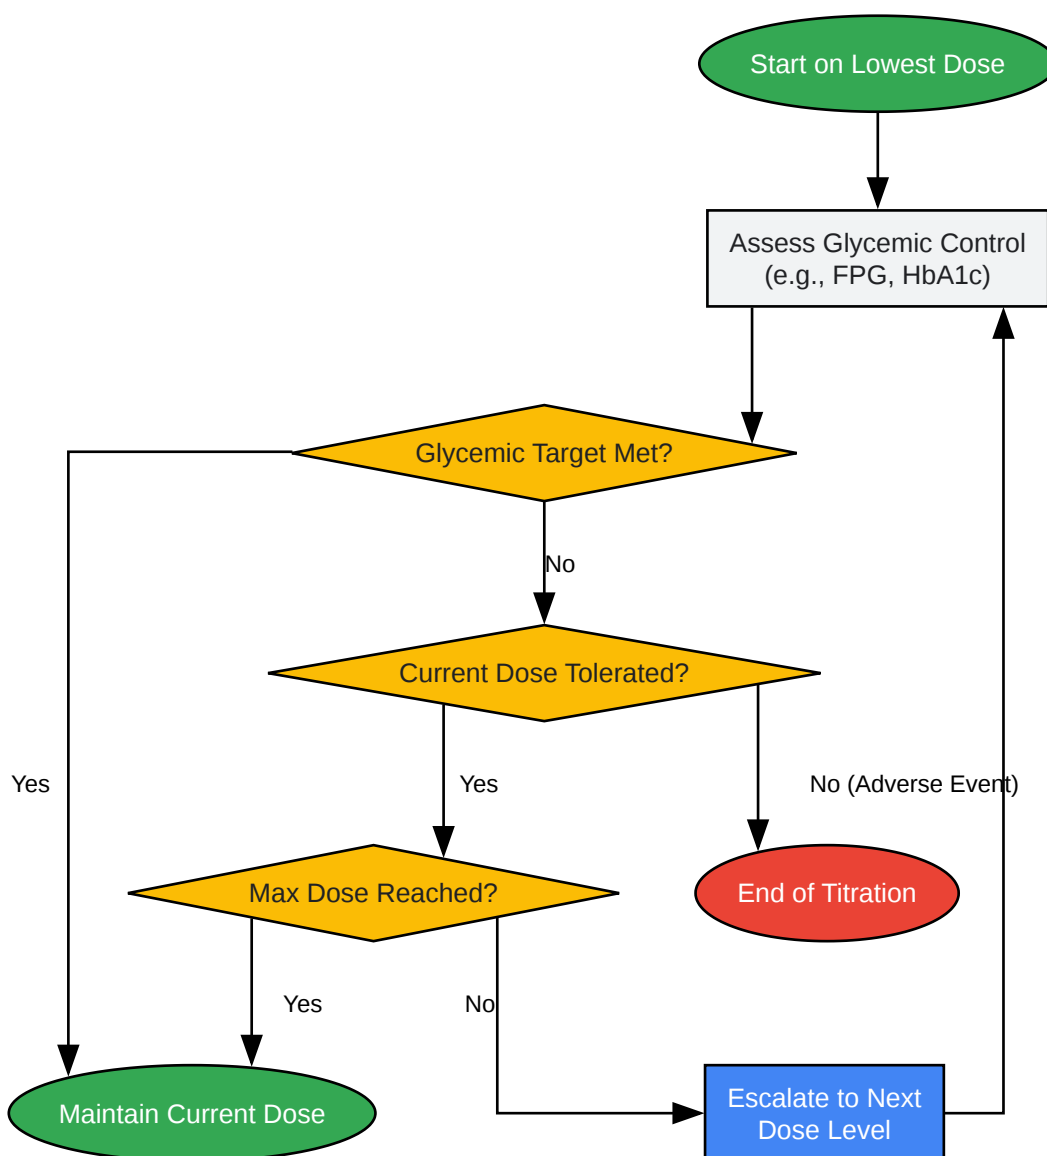 Start on Lowest Dose
Assess Glycemic Control
(e.g., FPG, HbA1c)
Glycemic Target Met?
No
Current Dose Tolerated?
Yes
Yes
No (Adverse Event)
Max Dose Reached?
End of Titration
Yes
No
Maintain Current Dose
Escalate to Next
Dose Level